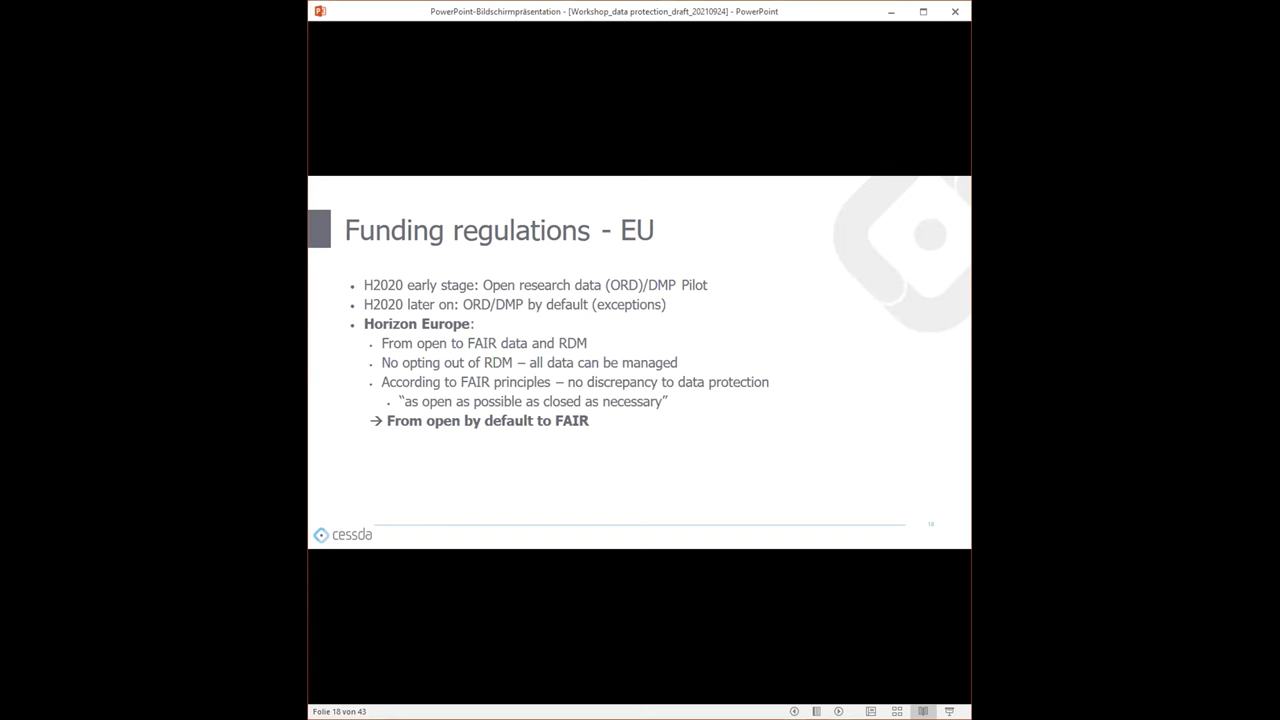 PowerPoint-Bildschirmpräsentation - [Workshop_data protection_draft_20210924] - PowerPoint
Funding regulations - EU
• H2020 early stage: Open research data (ORD)/DMP Pilot
• H2020 later on: ORD/DMP by default (exceptions)
• Horizon Europe:
• From open to FAIR data and RDM
• No opting out of RDM – all data can be managed
• According to FAIR principles – no discrepancy to data protection
• “as open as possible as closed as necessary”
→ From open by default to FAIR
18
cessda
Folie 18 von 43